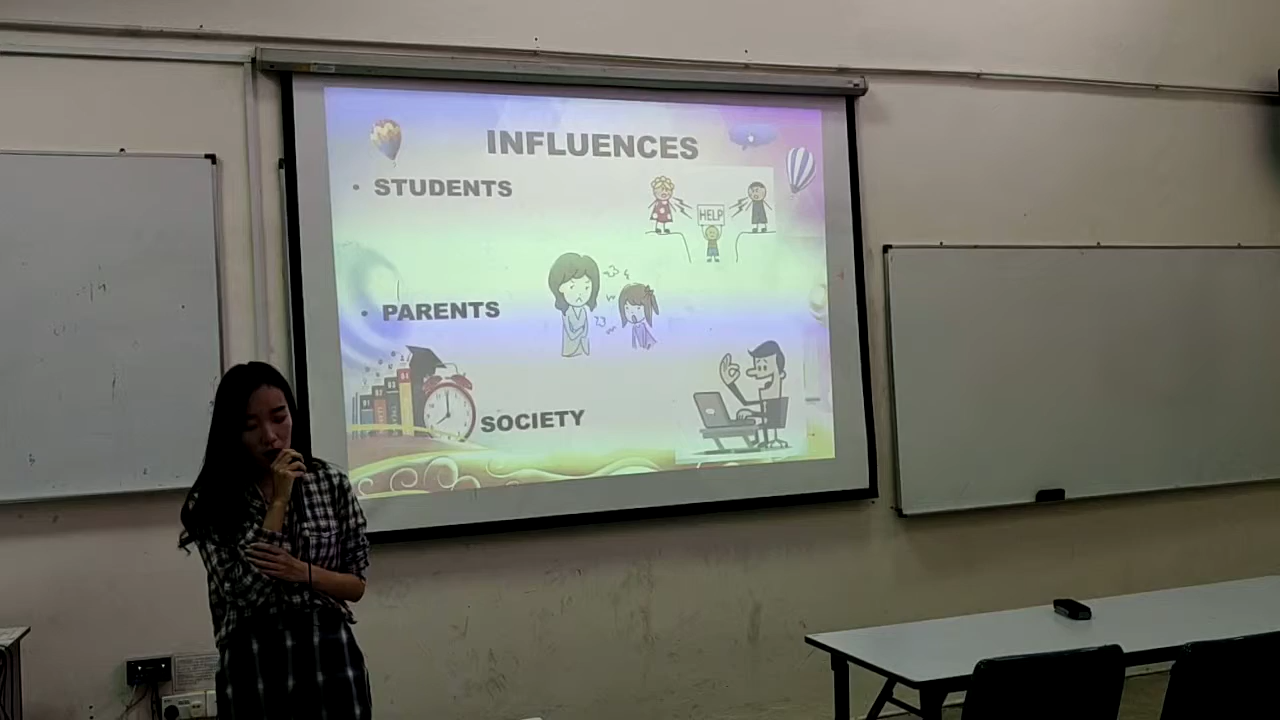 INFLUENCES
• STUDENTS
HELP
• PARENTS
SOCIETY